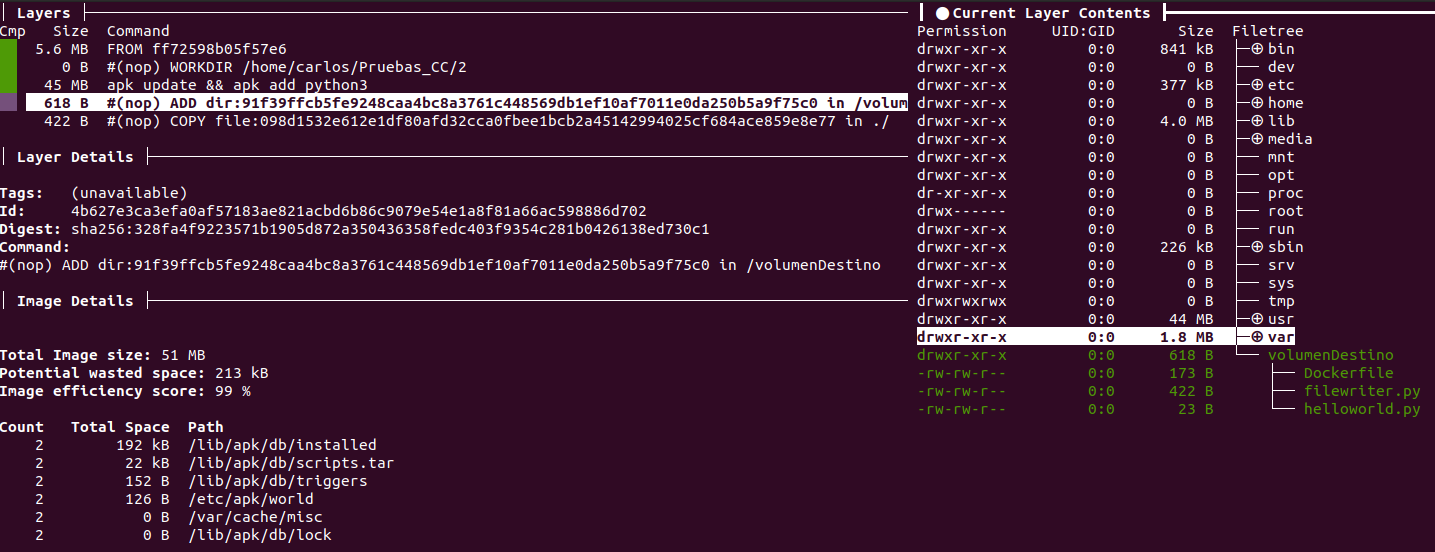 Layers
Cmp Size Command
5.6 MB FROM ff72598b05f57e6
0 B #(nop) WORKDIR /home/carlos/Pruebas_CC/2
45 MB apk update && apk add python3
618 B #(nop) ADD dir:91f39ffcb5fe9248caa4bc8a3761c448569db1ef10af7011e0da250b5a9f75c0 in /volum
422 B #(nop) COPY file:098d1532e612e1df80afd32cca0fbee1bcb2a45142994025cf684ace859e8e77 in ./
Layer Details
Tags: (unavailable)
Id: 4b627e3ca3efa0af57183ae821acbd6b86c9079e54e1a8f81a66ac598886d702
Digest: sha256:328fa4f9223571b1905d872a350436358fedc403f9354c281b0426138ed730c1
Command:
#(nop) ADD dir:91f39ffcb5fe9248caa4bc8a3761c448569db1ef10af7011e0da250b5a9f75c0 in /volumenDestino
Image Details
Total Image size: 51 MB
Potential wasted space: 213 kB
Image efficiency score: 99 %
Count Total Space Path
2 192 kB /lib/apk/db/installed
2 22 kB /lib/apk/db/scripts.tar
2 152 B /lib/apk/db/triggers
2 126 B /etc/apk/world
2 0 B /var/cache/misc
2 0 B /lib/apk/db/lock
Current Layer Contents
Permission UID:GID Size Filetree
drwxr-xr-x 0:0 841 kB bin
drwxr-xr-x 0:0 0 B dev
drwxr-xr-x 0:0 377 kB etc
drwxr-xr-x 0:0 0 B home
drwxr-xr-x 0:0 4.0 MB lib
drwxr-xr-x 0:0 0 B media
drwxr-xr-x 0:0 0 B mnt
drwxr-xr-x 0:0 0 B opt
dr-xr-xr-x 0:0 0 B proc
drwx------ 0:0 0 B root
drwxr-xr-x 0:0 0 B run
drwxr-xr-x 0:0 226 kB sbin
drwxr-xr-x 0:0 0 B srv
drwxr-xr-x 0:0 0 B sys
drwxrwxrwx 0:0 0 B tmp
drwxr-xr-x 0:0 44 MB usr
drwxr-xr-x 0:0 1.8 MB var
drwxr-xr-x 0:0 618 B volumenDestino
-rw-rw-r-- 0:0 173 B Dockerfile
-rw-rw-r-- 0:0 422 B filewriter.py
-rw-rw-r-- 0:0 23 B helloworld.py